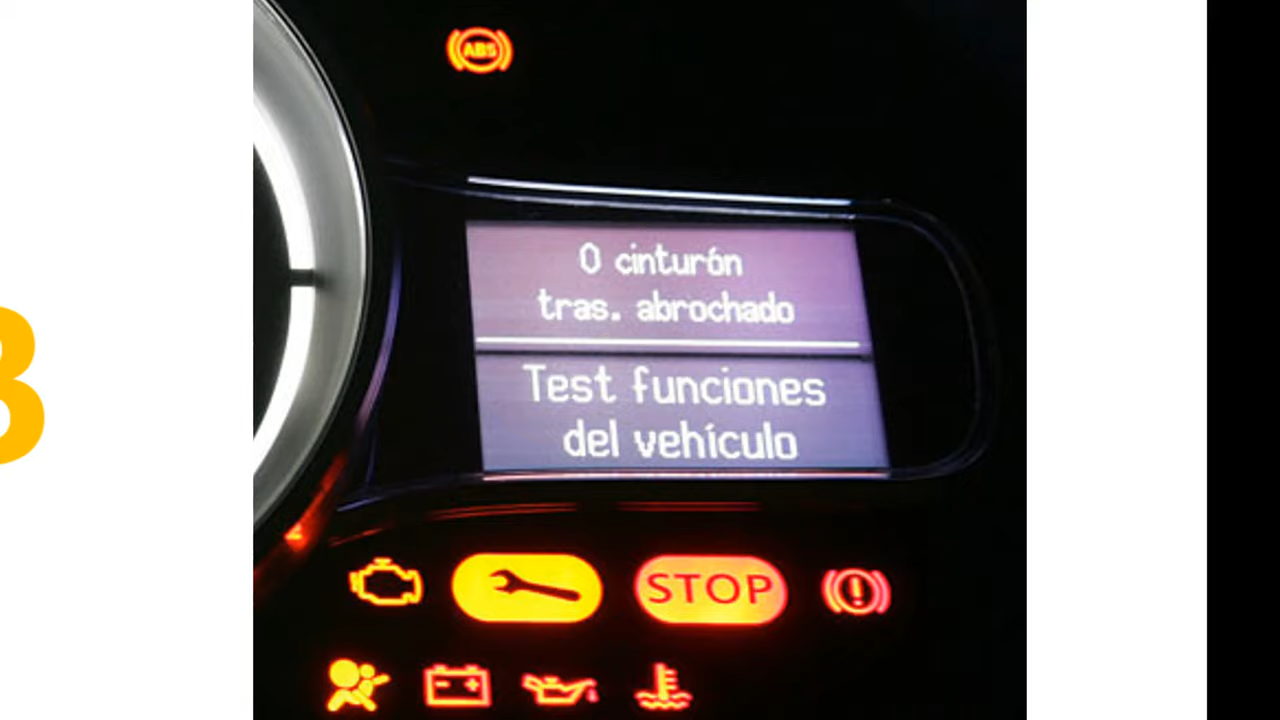 ABS
0 cinturón
tras. abrochado
Test funciones
del vehículo
STOP